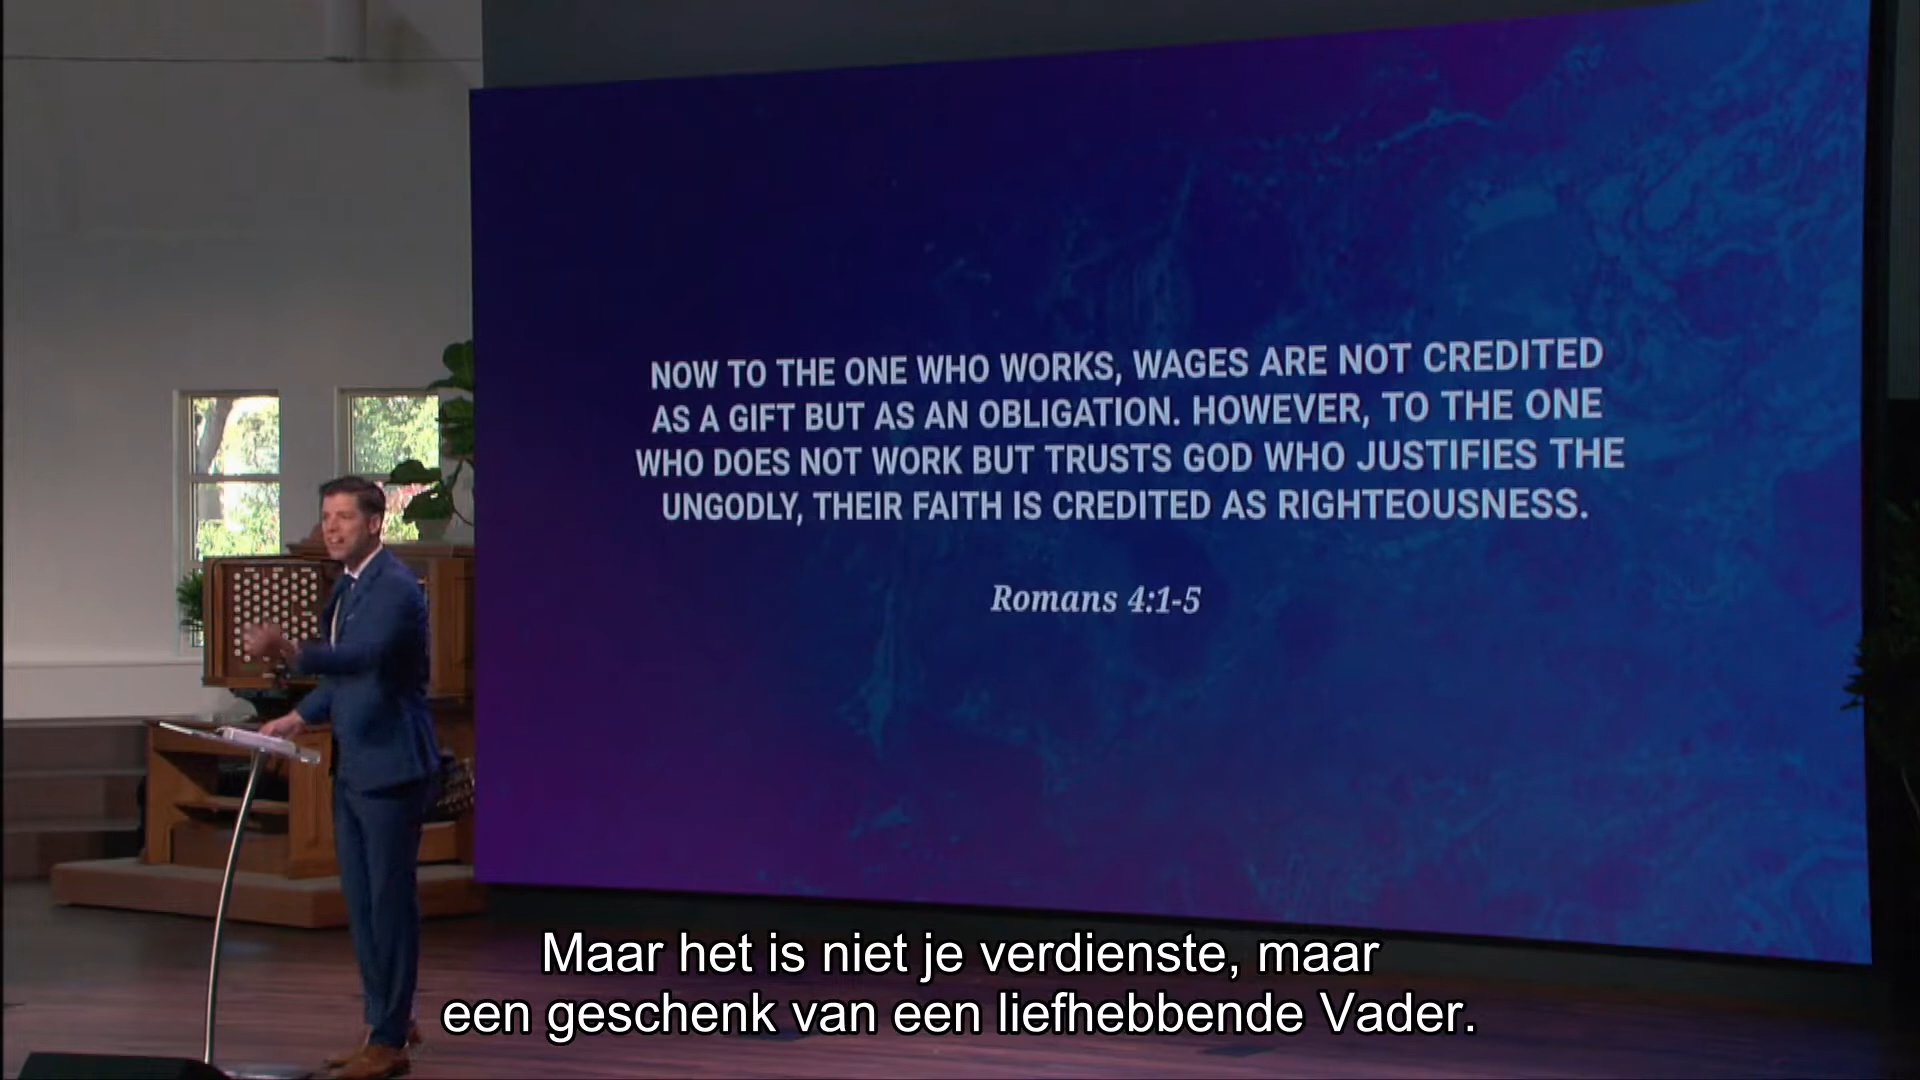 NOW TO THE ONE WHO WORKS, WAGES ARE NOT CREDITED
AS A GIFT BUT AS AN OBLIGATION. HOWEVER, TO THE ONE
WHO DOES NOT WORK BUT TRUSTS GOD WHO JUSTIFIES THE
UNGODLY, THEIR FAITH IS CREDITED AS RIGHTEOUSNESS.
Romans 4:1-5
Maar het is niet je verdienste, maar
een geschenk van een liefhebbende Vader.